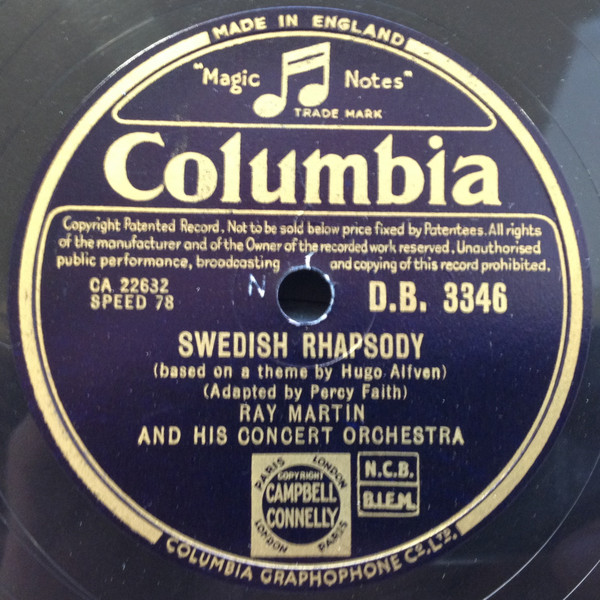 MADE IN ENGLAND
"Magic Notes"
TRADE MARK
Columbia
Copyright Patented Record. Not to be sold below price fixed by Patentees. All rights
of the manufacturer and of the Owner of the recorded work reserved. Unauthorised
public performance, broadcasting and copying of this record prohibited.
CA 22632
SPEED 78
N
D.B. 3346
SWEDISH RHAPSODY
(based on a theme by Hugo Alfven)
(Adapted by Percy Faith)
RAY MARTIN
AND HIS CONCERT ORCHESTRA
PARIS LONDON
COPYRIGHT
CAMPBELL
CONNELLY
LONDON PARIS
N.C.B.
B.I.E.M.
COLUMBIA GRAPHOPHONE CO. LTD.